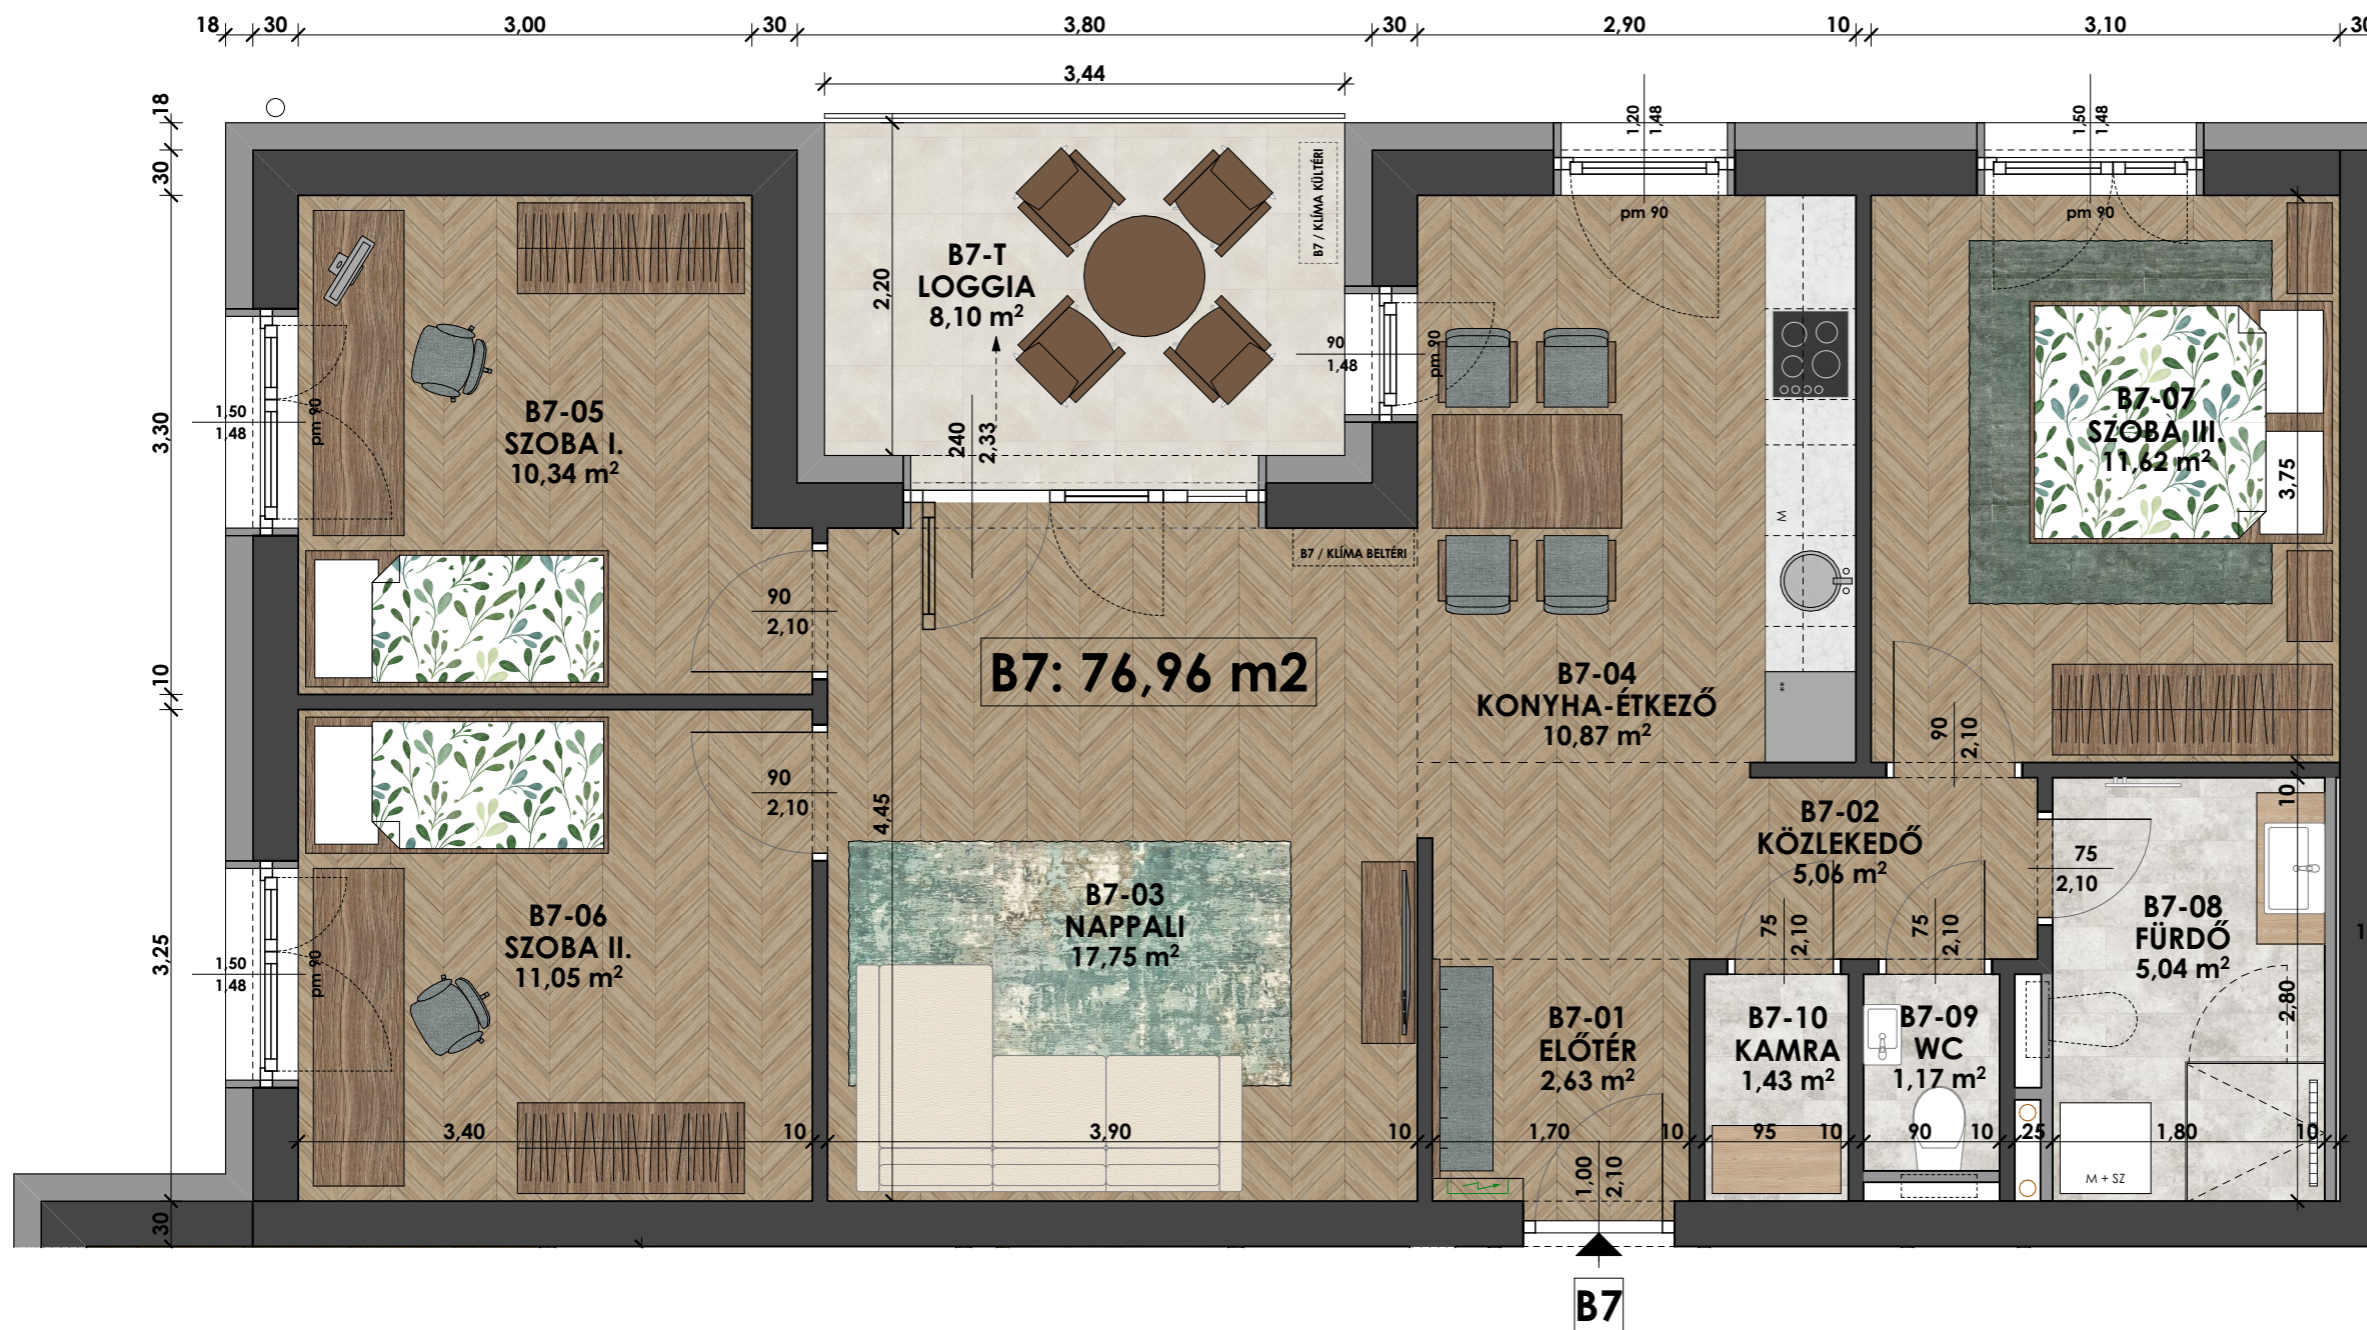 18 30 3,00 30 3,80 30 2,90 10 3,10 30
3,44
18
30
3,30
10
3,25
30
1,20
1,48
1,50
1,48
pm 90
pm 90
B7 / KLÍMA KÜLTÉRI
B7-T
LOGGIA
8,10 m²
2,20
240
2,33
90
1,48
pm 90
1,50
1,48
pm 90
B7-05
SZOBA I.
10,34 m²
B7-07
SZOBA III.
11,62 m²
3,75
M
B7 / KLÍMA BELTÉRI
90
2,10
B7: 76,96 m2
B7-04
KONYHA-ÉTKEZŐ
10,87 m²
**
90
2,10
90
2,10
4,45
10
B7-02
KÖZLEKEDŐ
5,06 m²
75
2,10
75
2,10
75
2,10
B7-03
NAPPALI
17,75 m²
B7-06
SZOBA II.
11,05 m²
1,50
1,48
pm 90
B7-08
FÜRDŐ
5,04 m²
2,80
B7-01
ELŐTÉR
2,63 m²
B7-10
KAMRA
1,43 m²
B7-09
WC
1,17 m²
3,40 10 3,90 10 1,70 10 95 10 90 10 25 1,80 10
1,00
2,10
M + SZ
B7